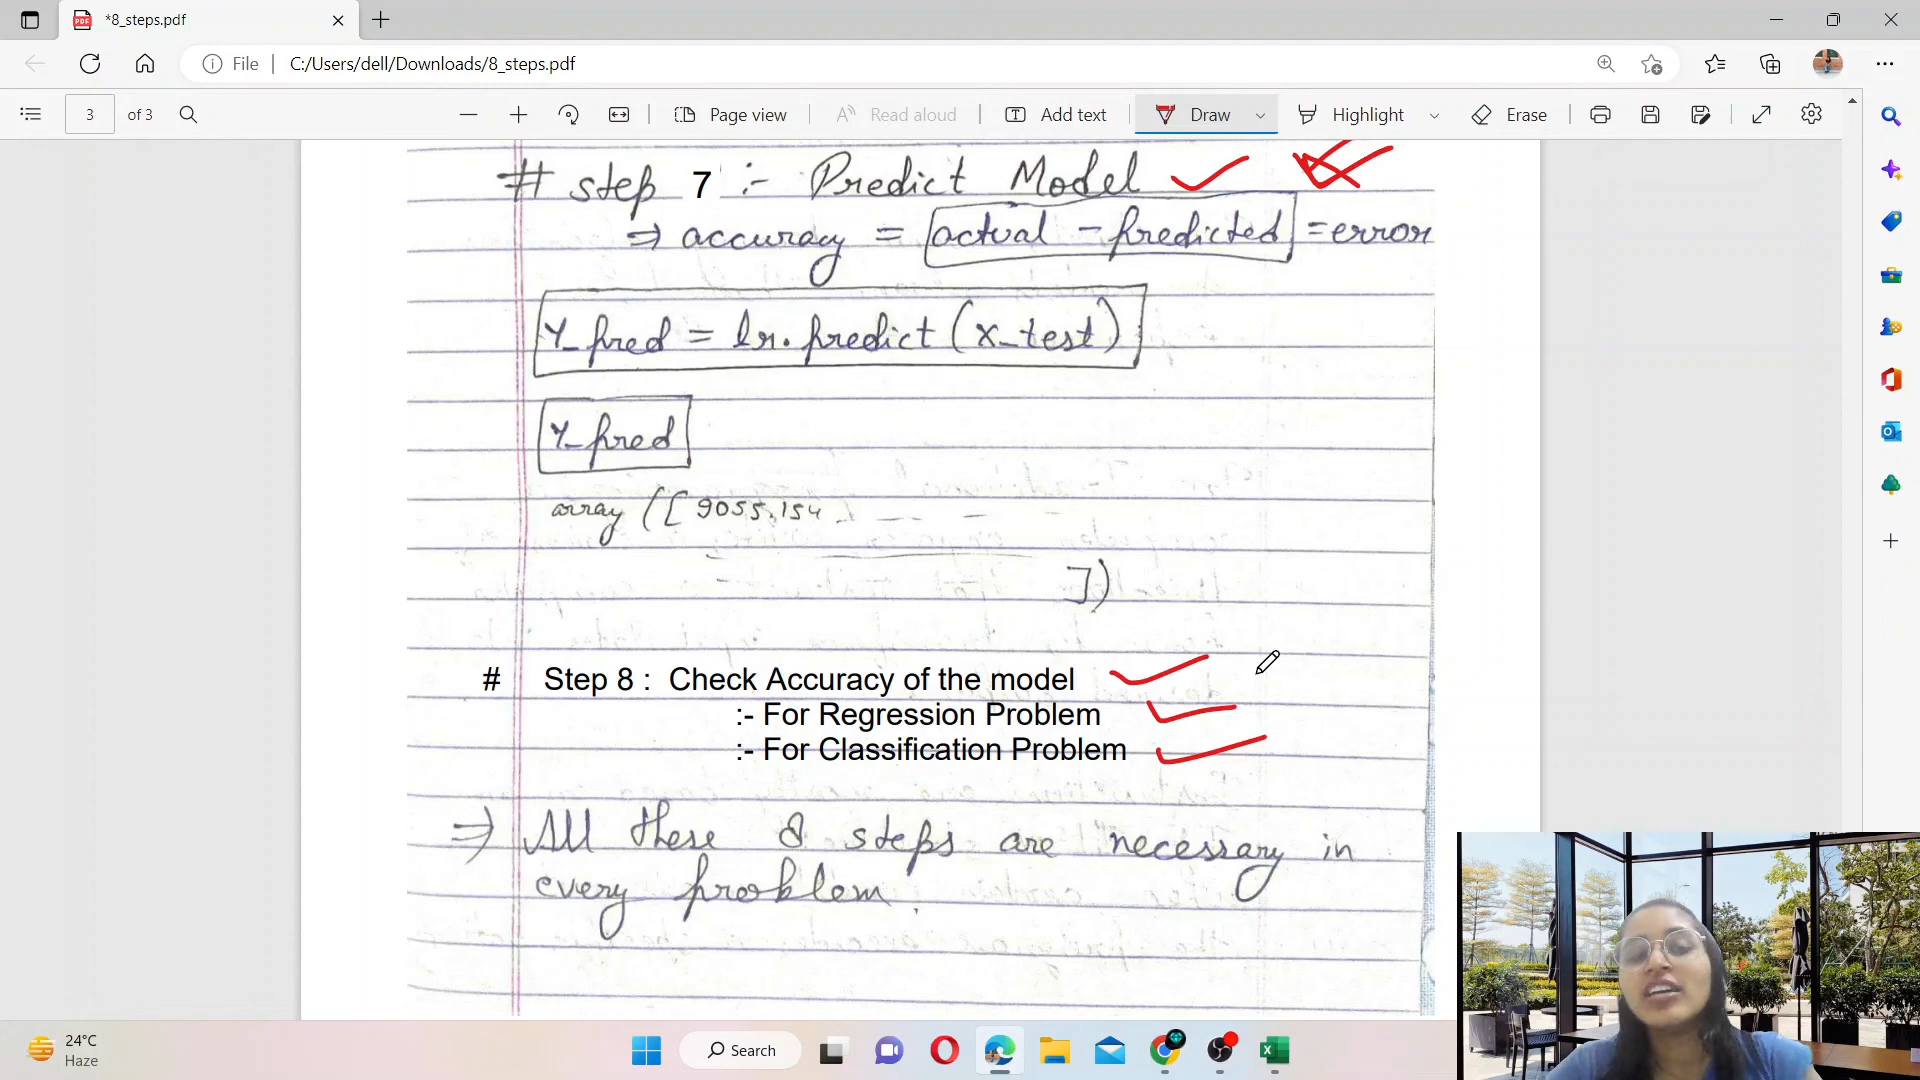 *8_steps.pdf
File
C:/Users/dell/Downloads/8_steps.pdf
3 of 3
Page view
Read aloud
Add text
Draw
Highlight
Erase
# step 7 :- Predict Model
⇒ accuracy = actual - predicted = error
Y_pred = lr.predict (x_test)
Y_pred
array ([ 9055.154 - -- - -
])
# Step 8 : Check Accuracy of the model
:- For Regression Problem
:- For Classification Problem
⇒ All these 8 steps are necessary in
every problem.
24°C
Haze
Search